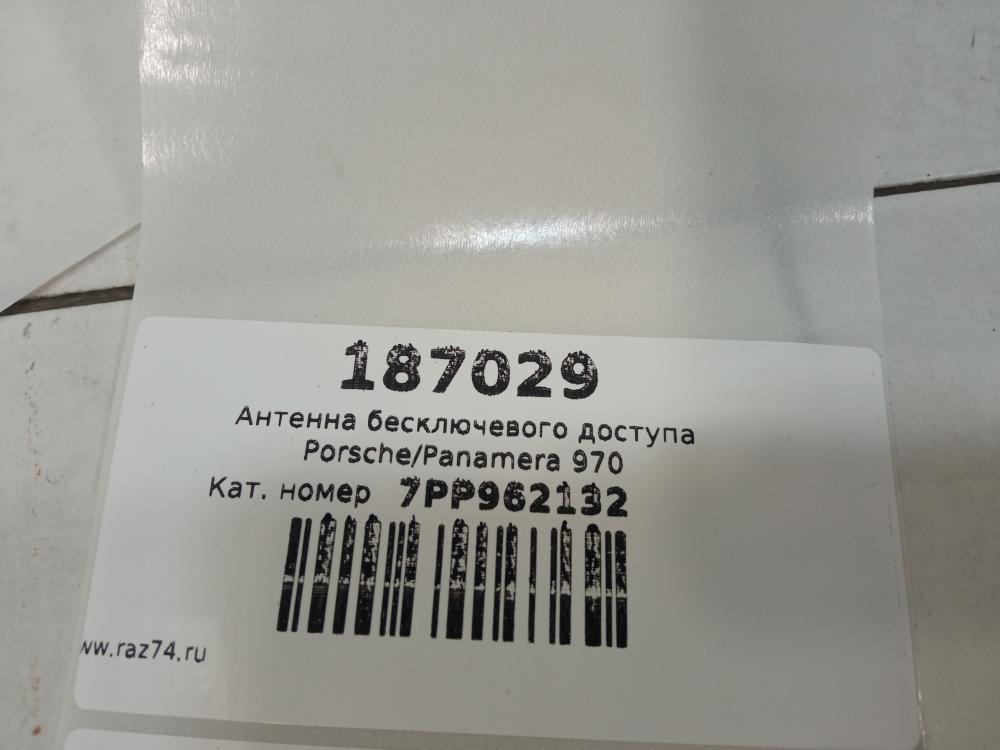 187029
Антенна бесключевого доступа
Porsche/Panamera 970
Кат. номер 7PP962132
ww.raz74.ru